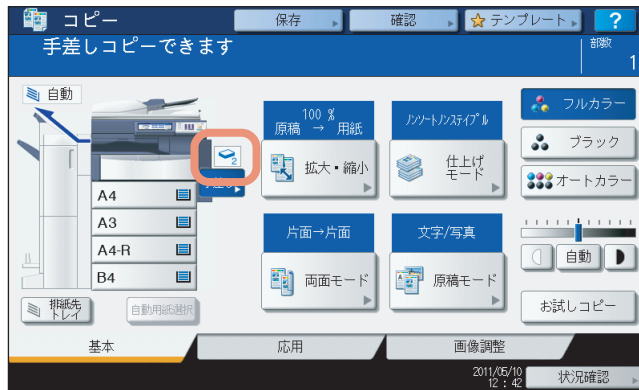 コピー
保存
確認
テンプレート
?
手差しコピーできます
部数
1
自動
100 %
原稿 → 用紙
拡大・縮小
ﾉﾝｿｰﾄﾉﾝｽﾃｲﾌﾟﾙ
仕上げ
モード
フルカラー
ブラック
オートカラー
2
A4
A3
A4-R
B4
片面→片面
両面モード
文字/写真
原稿モード
自動
お試しコピー
排紙先
トレイ
自動用紙選択
基本
応用
画像調整
2011/05/10
12 : 42
状況確認